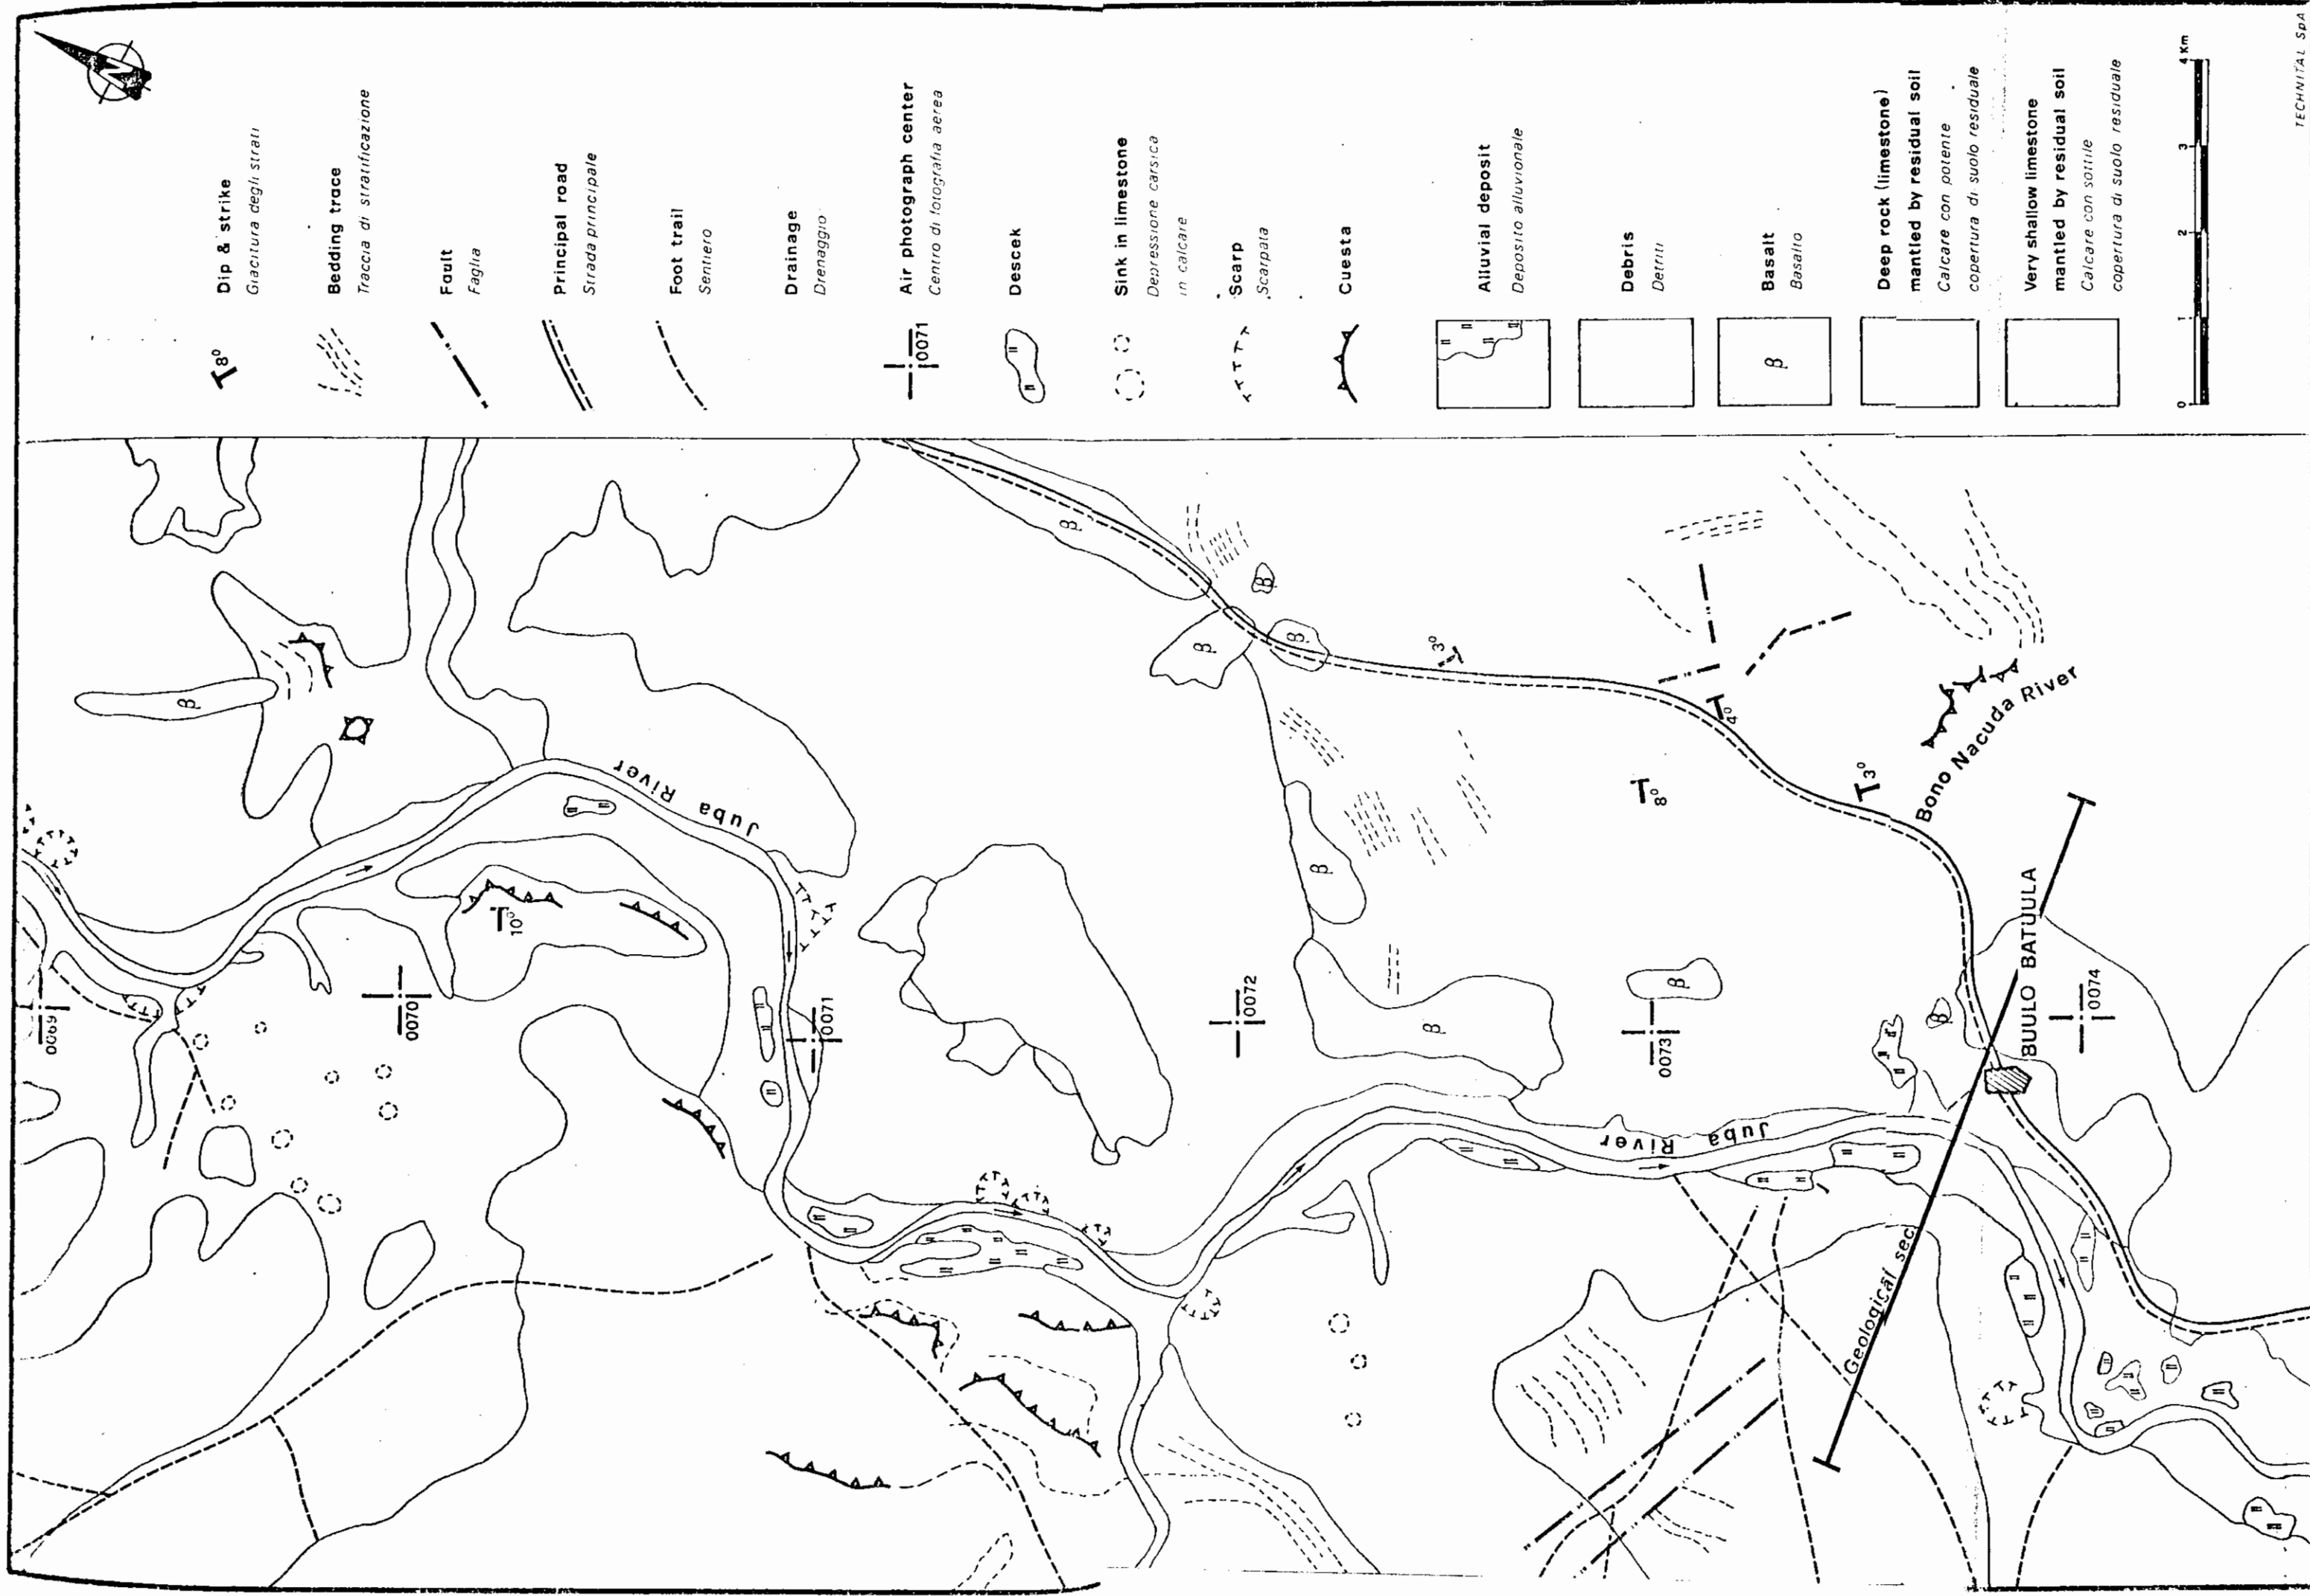 N
T8°
Dip & strike
Giacitura degli strati
Bedding trace
Traccia di stratificazione
Fault
Faglia
Principal road
Strada principale
Foot trail
Sentiero
Drainage
Drenaggio
0071
Air photograph center
Centro di fotografia aerea
Descek
Sink in limestone
Depressione carsica
in calcare
Scarp
Scarpata
Cuesta
Alluvial deposit
Deposito alluvionale
Debris
Detriti
β
Basalt
Basalto
Deep rock (limestone)
mantled by residual soil
Calcare con potente
copertura di suolo residuale
Very shallow limestone
mantled by residual soil
Calcare con sottile
copertura di suolo residuale
0 1 2 3 4 Km
TECHNITAL SpA
β
β
β
β
β
3°
4°
8°
3°
10°
Juba River
Bono Nacuda River
β
β
β
β
0069
0070
0071
0072
0073
0074
BUULO BATUULA
Juba River
Geological sec.